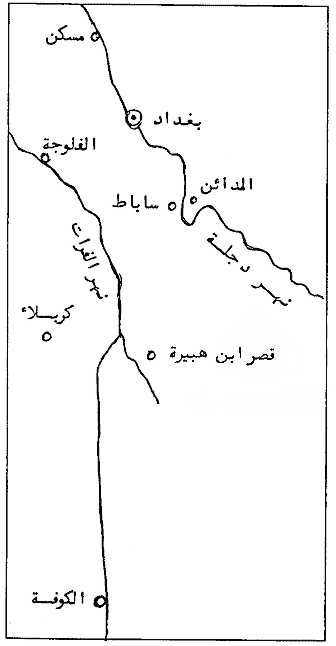 مسكن
بغداد
الفلوجة
المدائن
ساباط
نهر دجلة
نهر الفرات
كربلاء
قصر ابن هبيرة
الكوفة